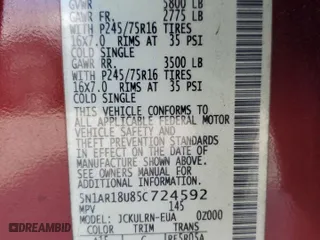 GVWR 5800 LB
GAWR FR. 2775 LB
WITH P245/75R16 TIRES
16X7.0 RIMS AT 35 PSI
COLD SINGLE
GAWR RR. 3500 LB
WITH P245/75R16 TIRES
16X7.0 RIMS AT 35 PSI
COLD SINGLE
THIS VEHICLE CONFORMS TO
ALL APPLICABLE FEDERAL MOTOR
VEHICLE SAFETY AND
THEFT PREVENTION STANDARDS
IN EFFECT ON THE DATE OF
MANUFACTURE SHOWN ABOVE.
SEE OWNERS MANUAL FOR
ADDITIONAL INFORMATION.
5N1AR18U85C724592
MPV 145
MODEL: JCKULRN-EUA 0Z000
COLOR TRIM TRANS AXLE ENGINE